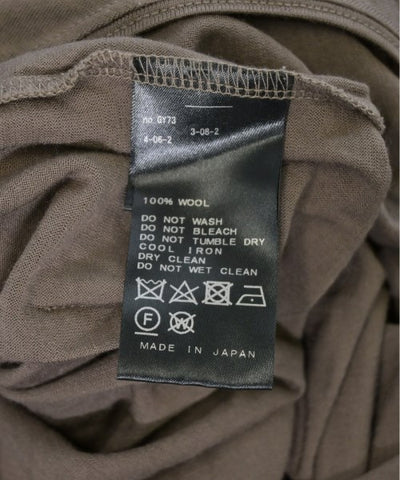 no.GY73
4-06-2 3-06-2
100% WOOL
DO NOT WASH
DO NOT BLEACH
DO NOT TUMBLE DRY
COOL IRON
DRY CLEAN
DO NOT WET CLEAN
F W
MADE IN JAPAN